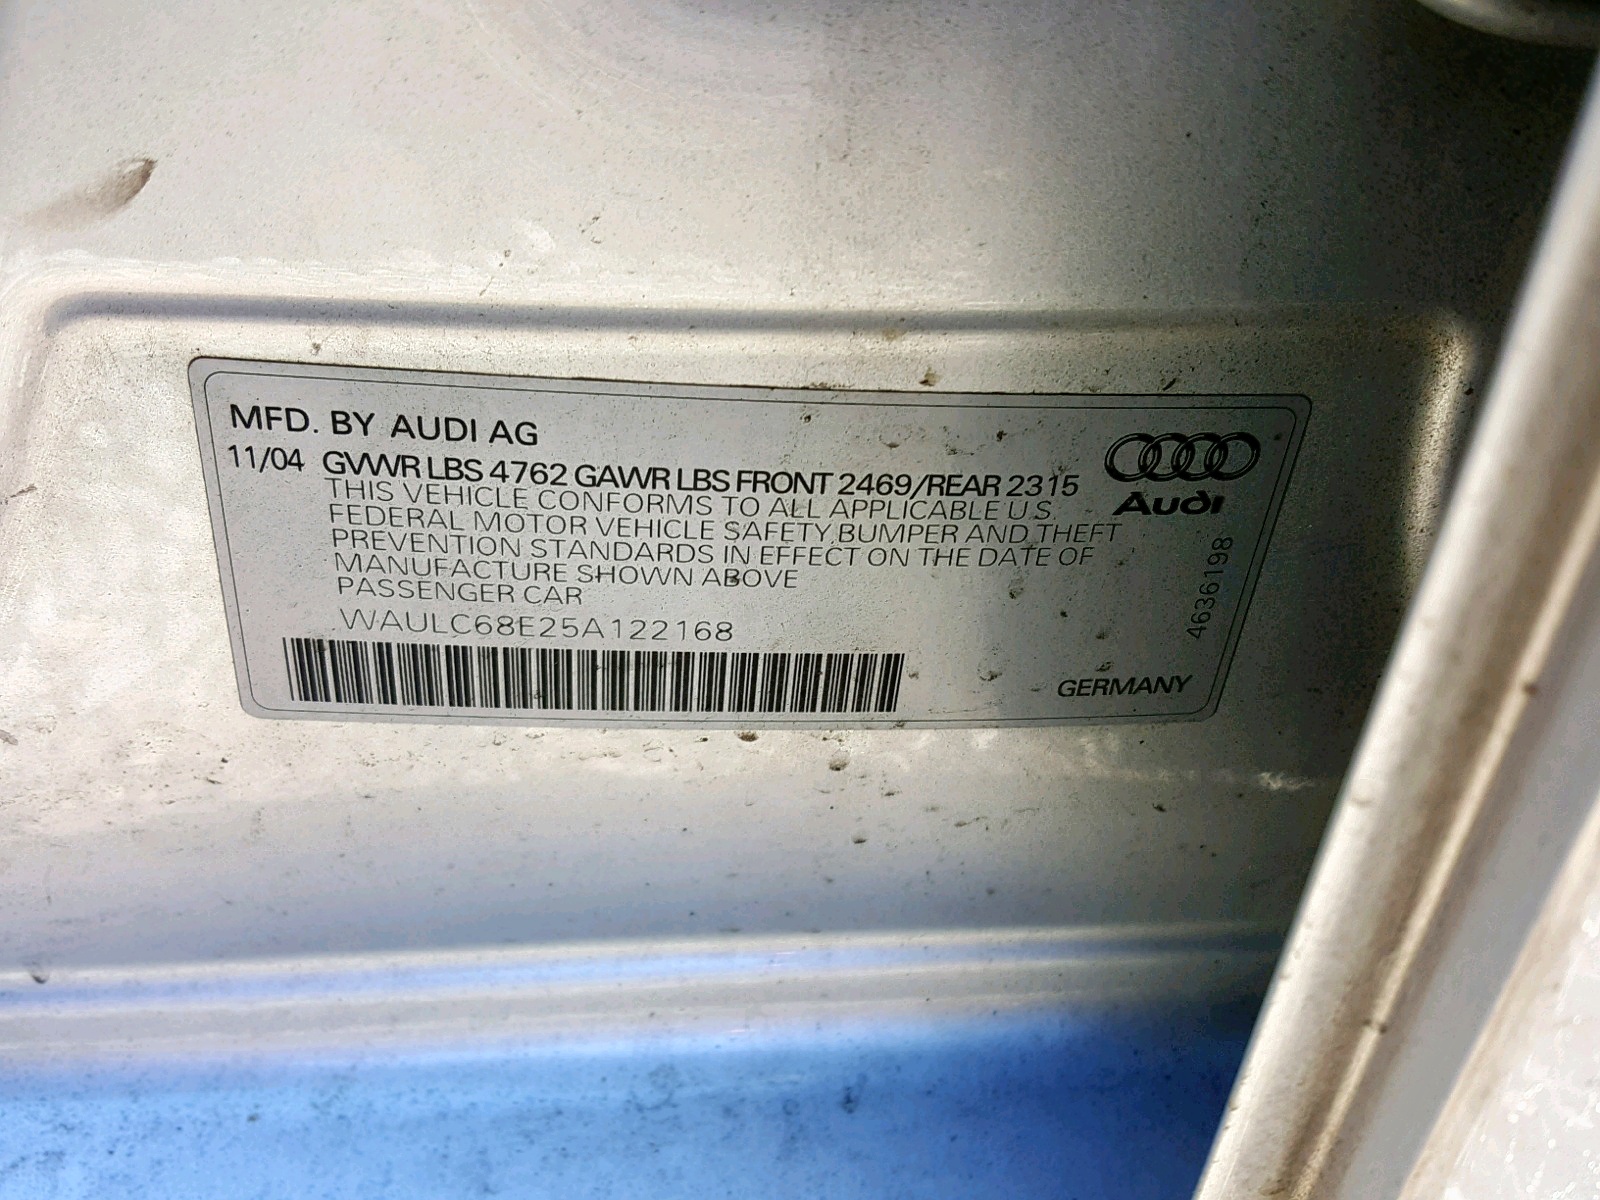 MFD. BY AUDI AG
11/04 GVWR LBS 4762 GAWR LBS FRONT 2469/REAR 2315
THIS VEHICLE CONFORMS TO ALL APPLICABLE U.S.
FEDERAL MOTOR VEHICLE SAFETY, BUMPER AND THEFT
PREVENTION STANDARDS IN EFFECT ON THE DATE OF
MANUFACTURE SHOWN ABOVE
PASSENGER CAR
WAULC68E25A122168
Audi
4636198
GERMANY